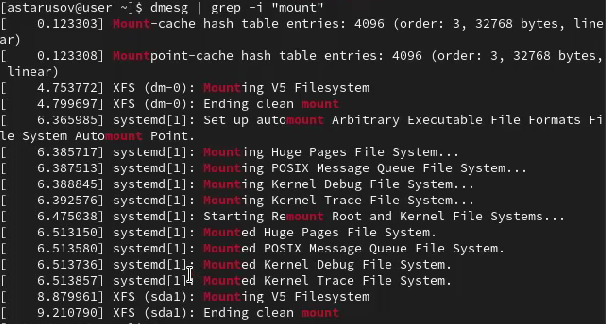 [astarusov@user ~]$ dmesg | grep -i "mount"
[    0.123303] Mount-cache hash table entries: 4096 (order: 3, 32768 bytes, line
ar)
[    0.123308] Mountpoint-cache hash table entries: 4096 (order: 3, 32768 bytes,
 linear)
[    4.753772] XFS (dm-0): Mounting V5 Filesystem
[    4.799697] XFS (dm-0): Ending clean mount
[    6.365985] systemd[1]: Set up automount Arbitrary Executable File Formats Fi
le System Automount Point.
[    6.385717] systemd[1]: Mounting Huge Pages File System...
[    6.387513] systemd[1]: Mounting POSIX Message Queue File System...
[    6.388845] systemd[1]: Mounting Kernel Debug File System...
[    6.392576] systemd[1]: Mounting Kernel Trace File System...
[    6.475038] systemd[1]: Starting Remount Root and Kernel File Systems...
[    6.513150] systemd[1]: Mounted Huge Pages File System.
[    6.513580] systemd[1]: Mounted POSIX Message Queue File System.
[    6.513736] systemd[1]: Mounted Kernel Debug File System.
[    6.513857] systemd[1]: Mounted Kernel Trace File System.
[    8.879961] XFS (sda1): Mounting V5 Filesystem
[    9.210790] XFS (sda1): Ending clean mount